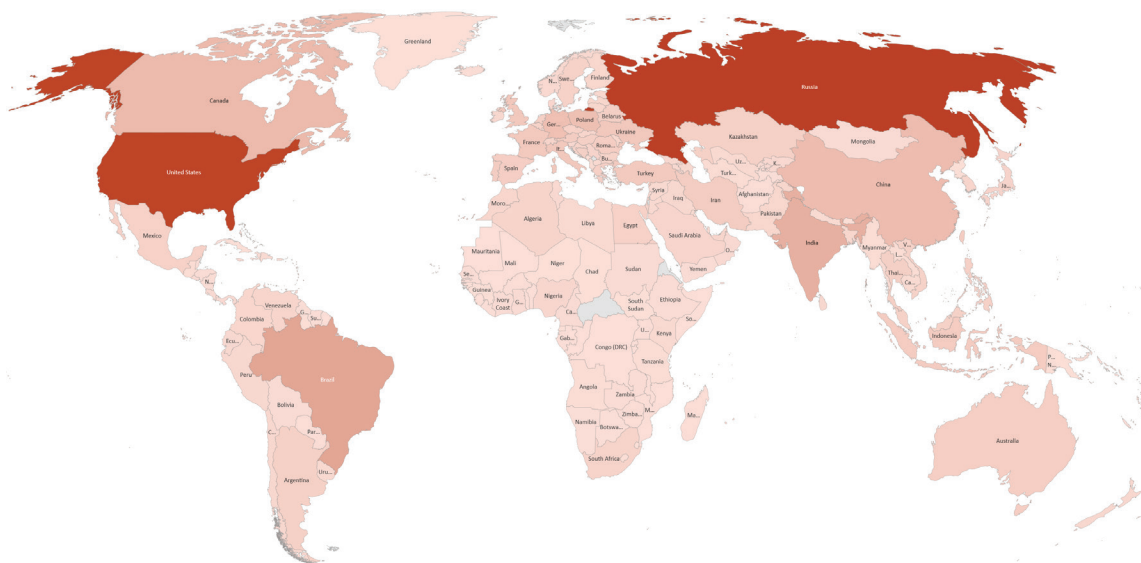 Greenland
N...
Swe...
Finland
Russia
Canada
Ger...
Poland
Belarus
Ukraine
France
It...
Roma...
Bu...
Kazakhstan
Mongolia
United States
Spain
Turkey
Uz...
K...
Turk...
China
Ja...
Syria
Iraq
Iran
Afghanistan
Pakistan
Moro...
Algeria
Libya
Egypt
Saudi Arabia
O...
Yemen
India
Myanmar
V...
L...
Thai...
Ca...
Mexico
N...
Mauritania
Mali
Niger
Chad
Sudan
Se...
Guinea
Ivory
Coast
G...
Nigeria
Ca...
South
Sudan
Ethiopia
So...
Venezuela
G...
Su...
Colombia
Ecu...
Gab...
Congo (DRC)
U...
Kenya
Tanzania
Indonesia
P...
N...
Peru
Brazil
Bolivia
Angola
Zambia
M...
Zimba...
Ma...
Namibia
Botswa...
C...
Par...
South Africa
Australia
Uru...
Argentina